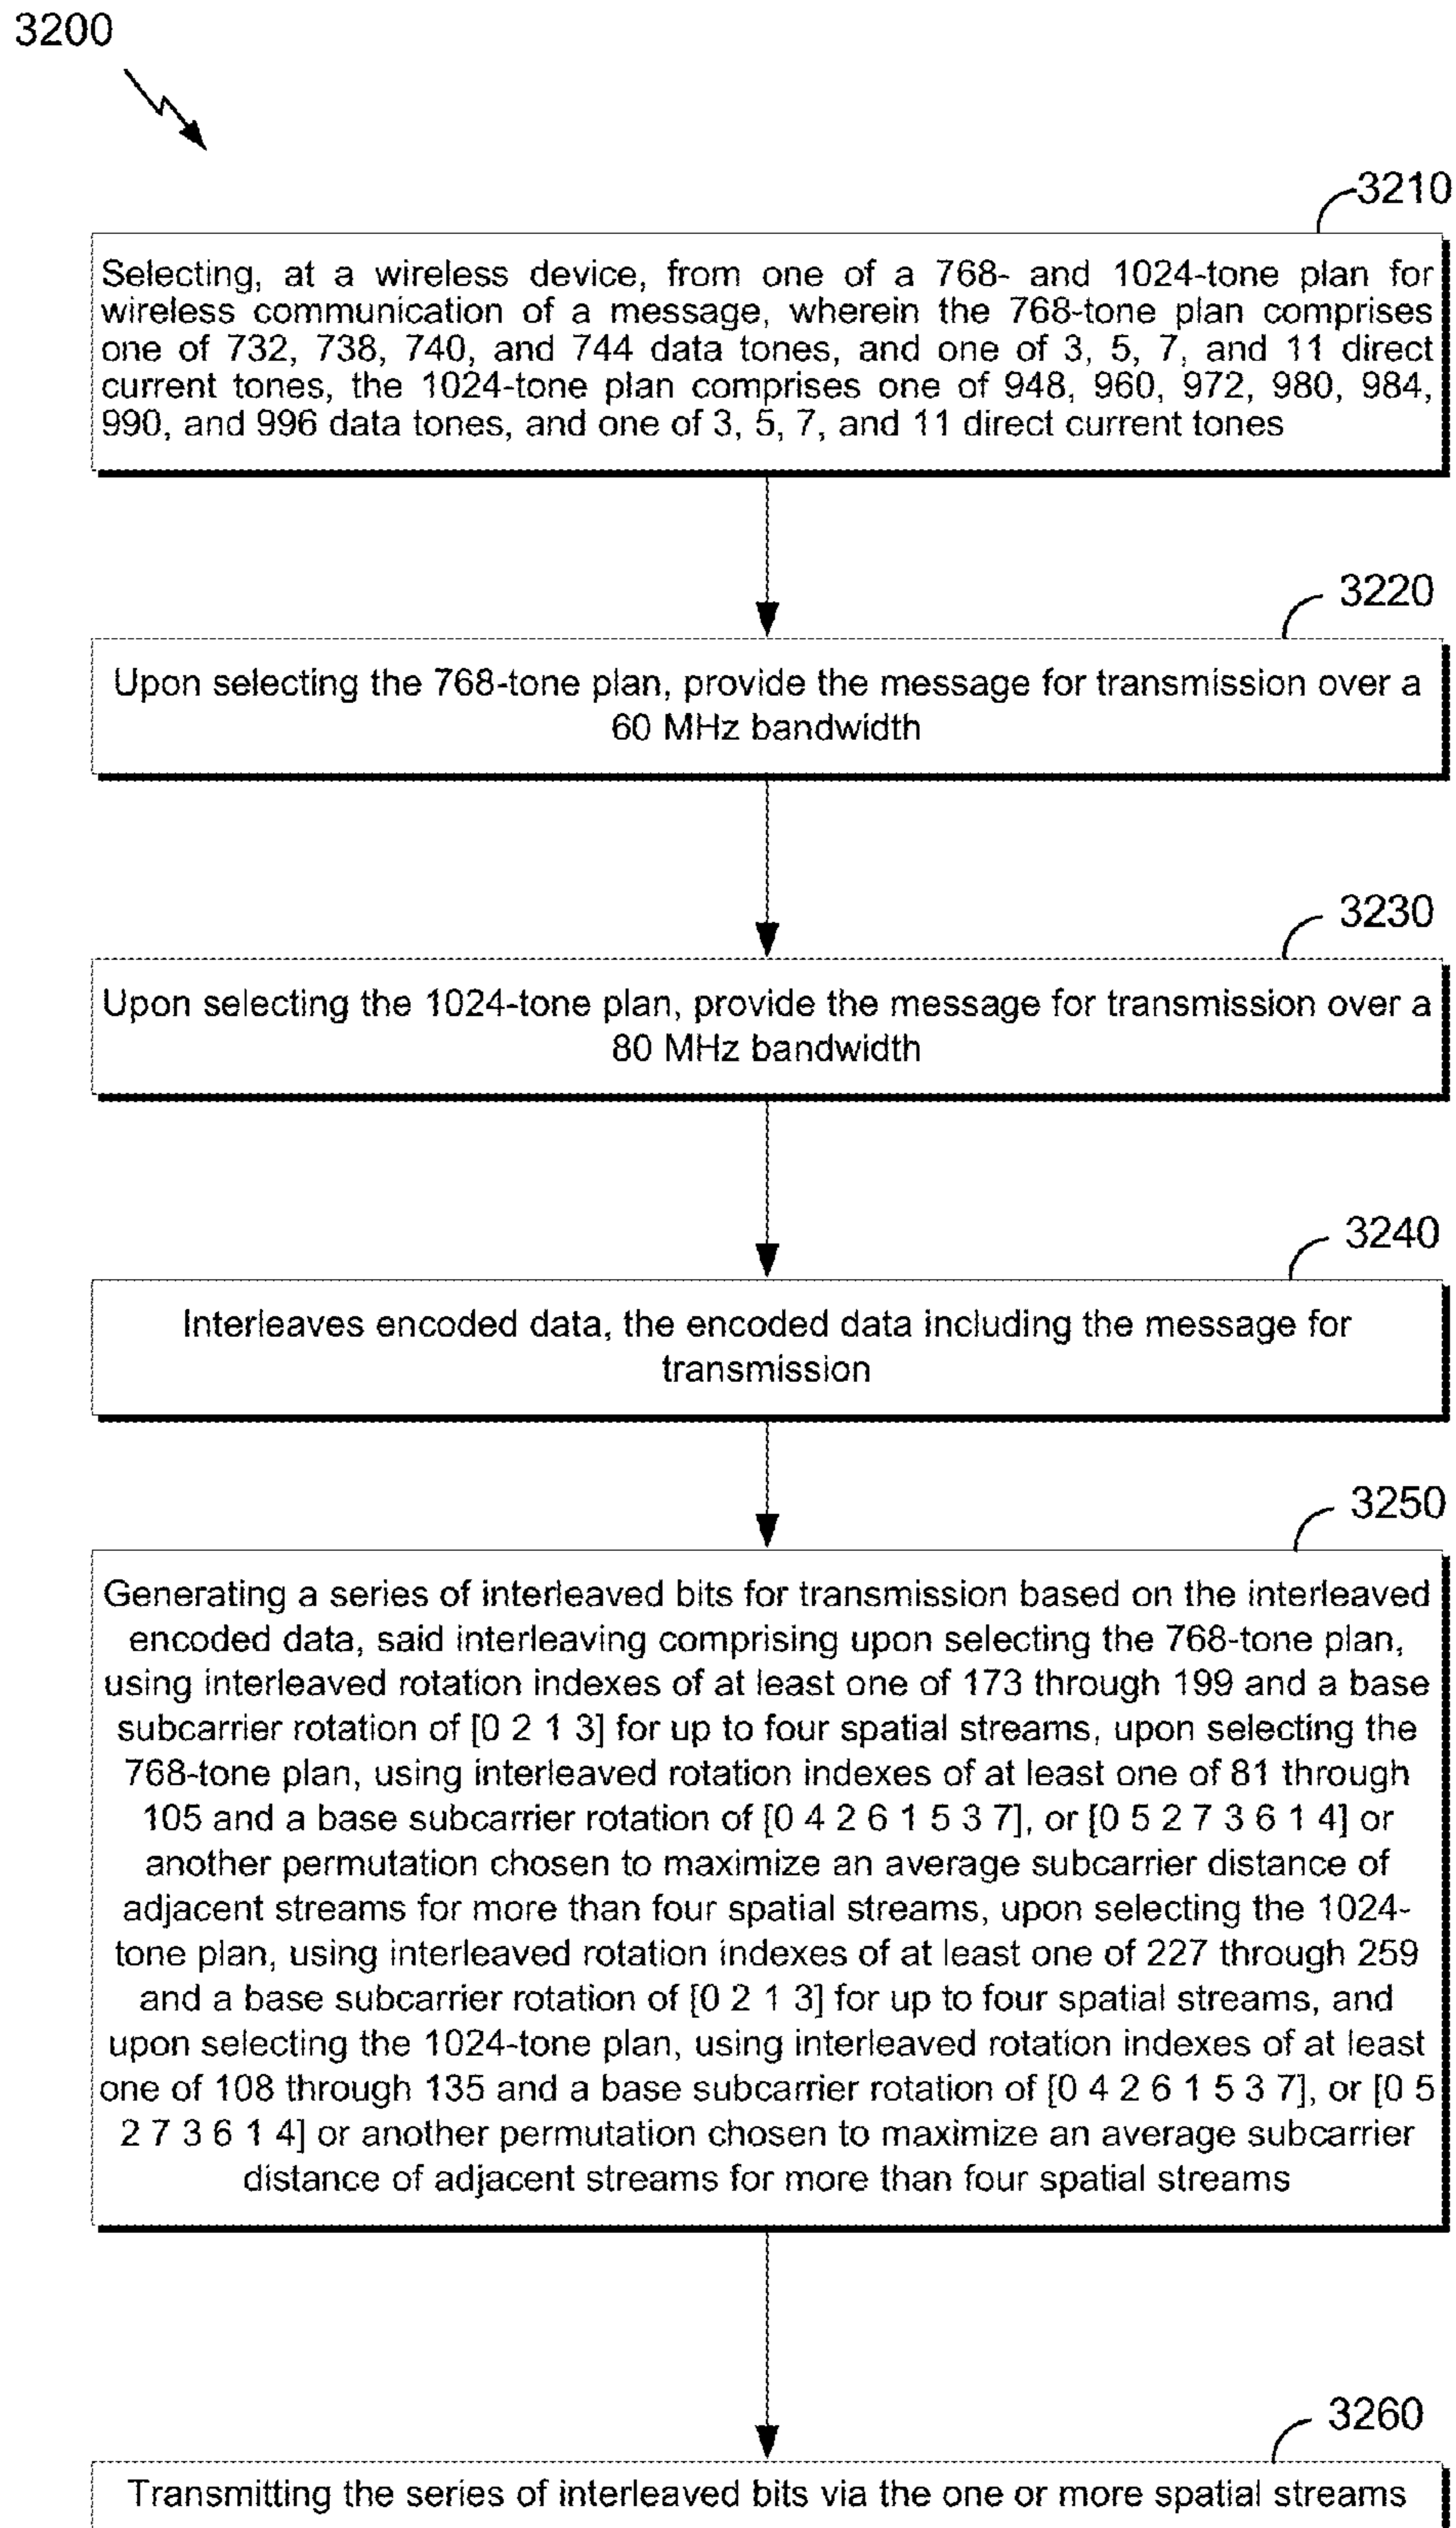 3200
3210
Selecting, at a wireless device, from one of a 768- and 1024-tone plan for
wireless communication of a message, wherein the 768-tone plan comprises
one of 732, 738, 740, and 744 data tones, and one of 3, 5, 7, and 11 direct
current tones, the 1024-tone plan comprises one of 948, 960, 972, 980, 984,
990, and 996 data tones, and one of 3, 5, 7, and 11 direct current tones
3220
Upon selecting the 768-tone plan, provide the message for transmission over a
60 MHz bandwidth
3230
Upon selecting the 1024-tone plan, provide the message for transmission over a
80 MHz bandwidth
3240
Interleaves encoded data, the encoded data including the message for
transmission
3250
Generating a series of interleaved bits for transmission based on the interleaved
encoded data, said interleaving comprising upon selecting the 768-tone plan,
using interleaved rotation indexes of at least one of 173 through 199 and a base
subcarrier rotation of [0 2 1 3] for up to four spatial streams, upon selecting the
768-tone plan, using interleaved rotation indexes of at least one of 81 through
105 and a base subcarrier rotation of [0 4 2 6 1 5 3 7], or [0 5 2 7 3 6 1 4] or
another permutation chosen to maximize an average subcarrier distance of
adjacent streams for more than four spatial streams, upon selecting the 1024-
tone plan, using interleaved rotation indexes of at least one of 227 through 259
and a base subcarrier rotation of [0 2 1 3] for up to four spatial streams, and
upon selecting the 1024-tone plan, using interleaved rotation indexes of at least
one of 108 through 135 and a base subcarrier rotation of [0 4 2 6 1 5 3 7], or [0 5
2 7 3 6 1 4] or another permutation chosen to maximize an average subcarrier
distance of adjacent streams for more than four spatial streams
3260
Transmitting the series of interleaved bits via the one or more spatial streams